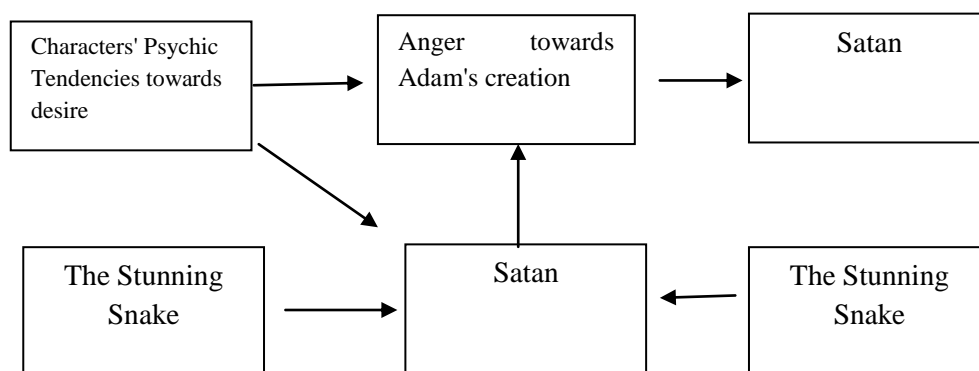 Characters' Psychic
Tendencies towards
desire
Anger towards
Adam's creation
Satan
The Stunning
Snake
Satan
The Stunning
Snake